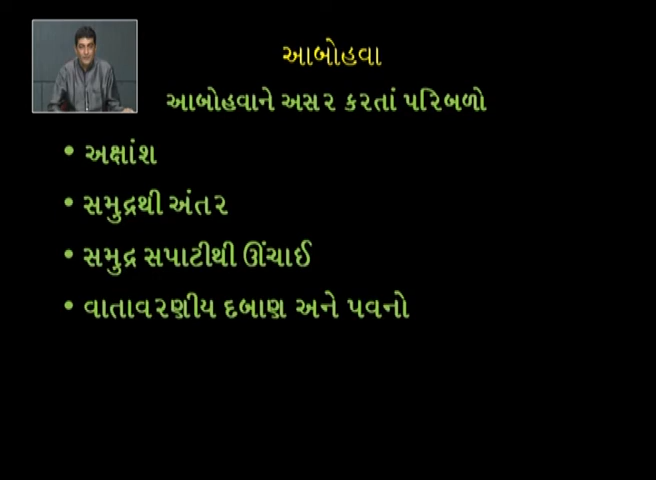 આબોહવા
આબોહવાને અસર કરતાં પરિબળો
• અક્ષાંશ
• સમુદ્રથી અંતર
• સમુદ્ર સપાટીથી ઊંચાઈ
• વાતાવરણીય દબાણ અને પવનો